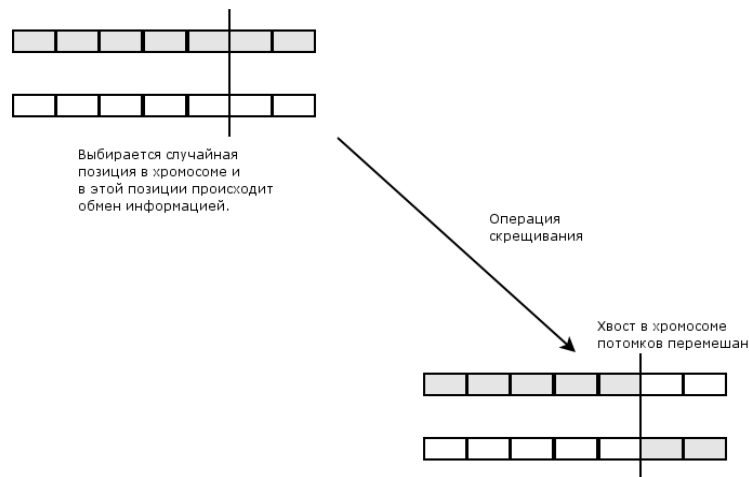 Выбирается случайная
позиция в хромосоме и
в этой позиции происходит
обмен информацией.
Операция
скрещивания
Хвост в хромосоме
потомков перемешан